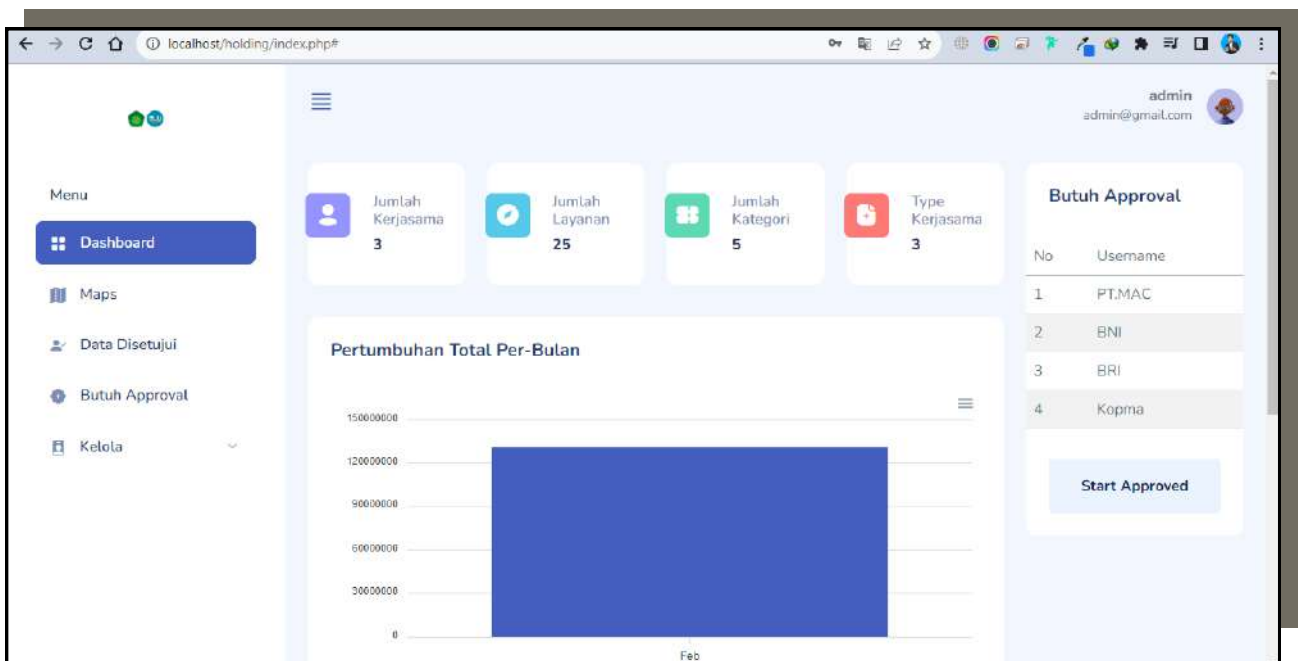 localhost/holding/index.php#
admin
admin@gmail.com
Menu
Dashboard
Maps
Data Disetujui
Butuh Approval
Kelola
Jumlah
Kerjasama
3
Jumlah
Layanan
25
Jumlah
Kategori
5
Type
Kerjasama
3
Pertumbuhan Total Per-Bulan
150000000
120000000
90000000
60000000
30000000
0
Feb
Butuh Approval
No Username
1 PT.MAC
2 BNI
3 BRI
4 Kopma
Start Approved